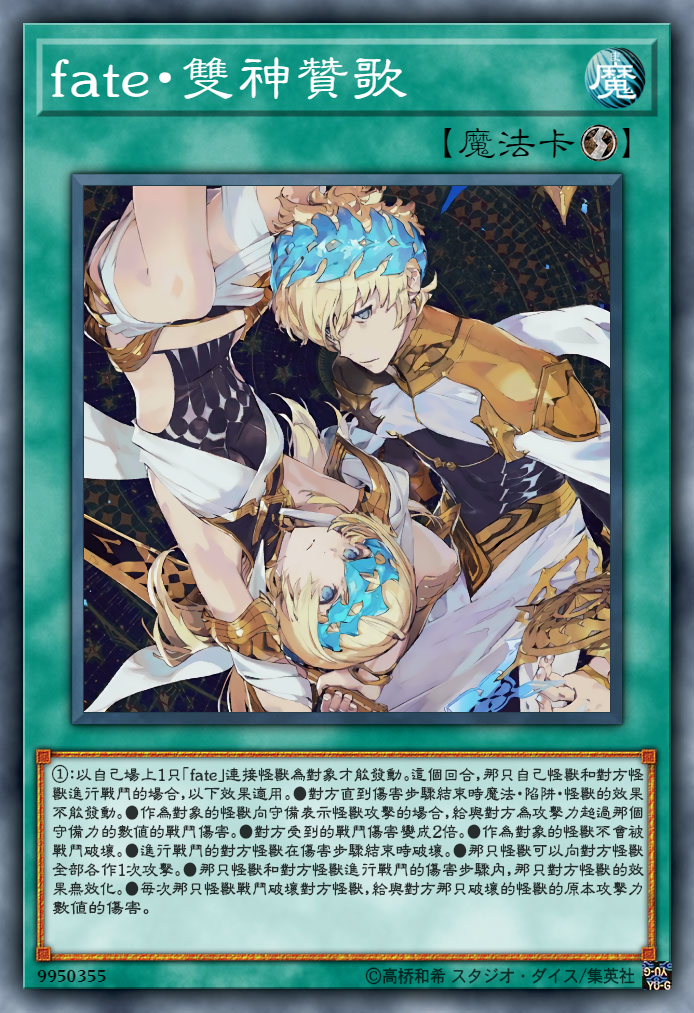 fate·雙神贊歌
魔
【魔法卡】
①:以自己場上1只「fate」連接怪獸為對象才能發動。這個回合,那只自己怪獸和對方怪
獸進行戰鬥的場合,以下效果適用。●對方直到傷害步驟結束時魔法·陷阱·怪獸的效果
不能發動。●作為對象的怪獸向守備表示怪獸攻擊的場合,給與對方為攻擊力超過那個
守備力的數值的戰鬥傷害。●對方受到的戰鬥傷害變成2倍。●作為對象的怪獸不會被
戰鬥破壞。●進行戰鬥的對方怪獸在傷害步驟結束時破壞。●那只怪獸可以向對方怪獸
全部各作1次攻擊。●那只怪獸和對方怪獸進行戰鬥的傷害步驟內,那只對方怪獸的效
果無效化。●每次那只怪獸戰鬥破壞對方怪獸,給與對方那只破壞的怪獸的原本攻擊力
數值的傷害。
9950355
©高桥和希 スタジオ・ダイス/集英社
YU-G